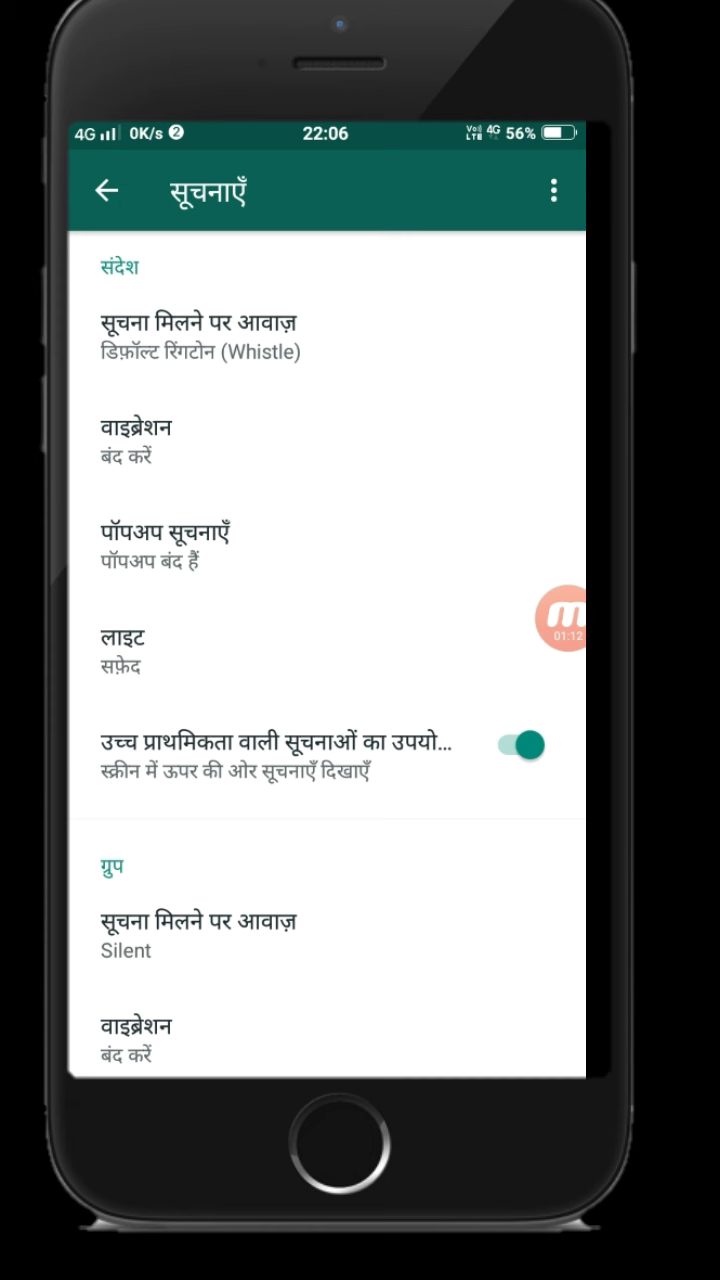 4G 0K/s 2 22:06 Vo) LTE 4G 56%
सूचनाएँ
संदेश
सूचना मिलने पर आवाज़
डिफ़ॉल्ट रिंगटोन (Whistle)
वाइब्रेशन
बंद करें
पॉपअप सूचनाएँ
पॉपअप बंद हैं
m
01:12
लाइट
सफ़ेद
उच्च प्राथमिकता वाली सूचनाओं का उपयो...
स्क्रीन में ऊपर की ओर सूचनाएँ दिखाएँ
ग्रुप
सूचना मिलने पर आवाज़
Silent
वाइब्रेशन
बंद करें